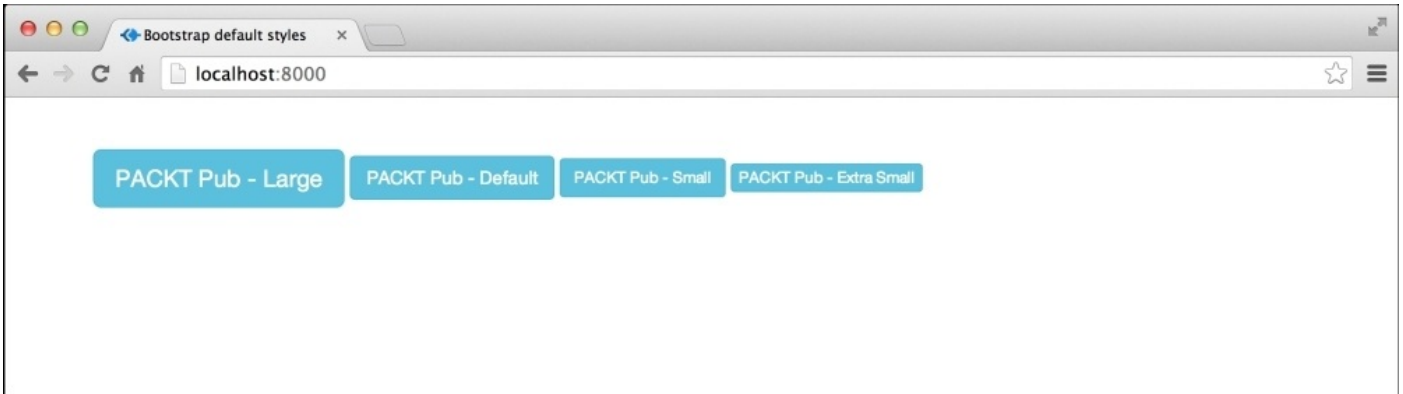 Bootstrap default styles
localhost:8000
PACKT Pub - Large PACKT Pub - Default PACKT Pub - Small PACKT Pub - Extra Small